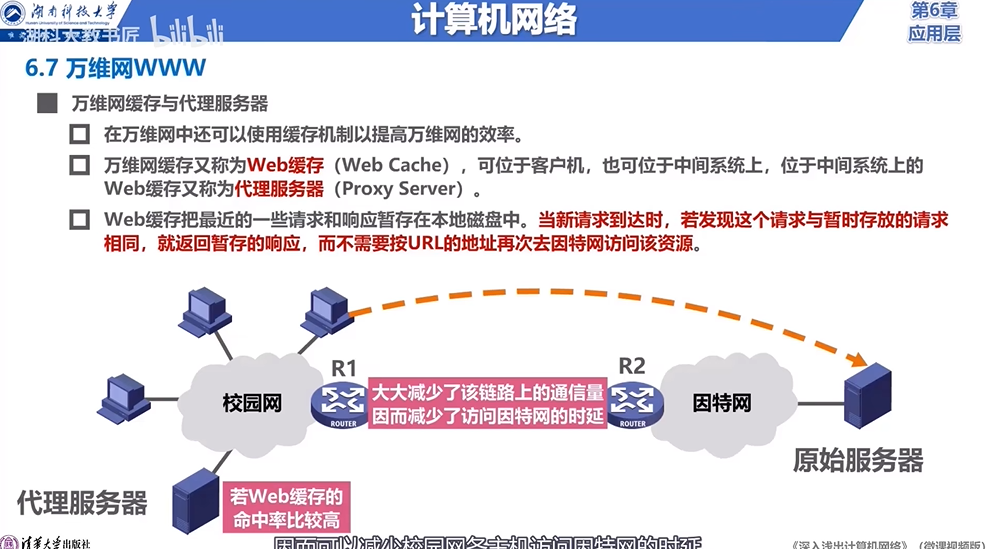 湖南科技大学
Hunan University of Science and Technology
计算机网络
第6章
应用层
湖科大教书匠 bilibili
6.7 万维网WWW
万维网缓存与代理服务器
在万维网中还可以使用缓存机制以提高万维网的效率。
万维网缓存又称为Web缓存（Web Cache），可位于客户机，也可位于中间系统上，位于中间系统上的
Web缓存又称为代理服务器（Proxy Server）。
Web缓存把最近的一些请求和响应暂存在本地磁盘中。当新请求到达时，若发现这个请求与暂时存放的请求
相同，就返回暂存的响应，而不需要按URL的地址再次去因特网访问该资源。
R1
R2
校园网
ROUTER
大大减少了该链路上的通信量
因而减少了访问因特网的时延
ROUTER
因特网
原始服务器
代理服务器
若Web缓存的
命中率比较高
清华大学出版社
因而可以减少校园网各主机访问因特网的时延
《深入浅出计算机网络》（微课视频版）